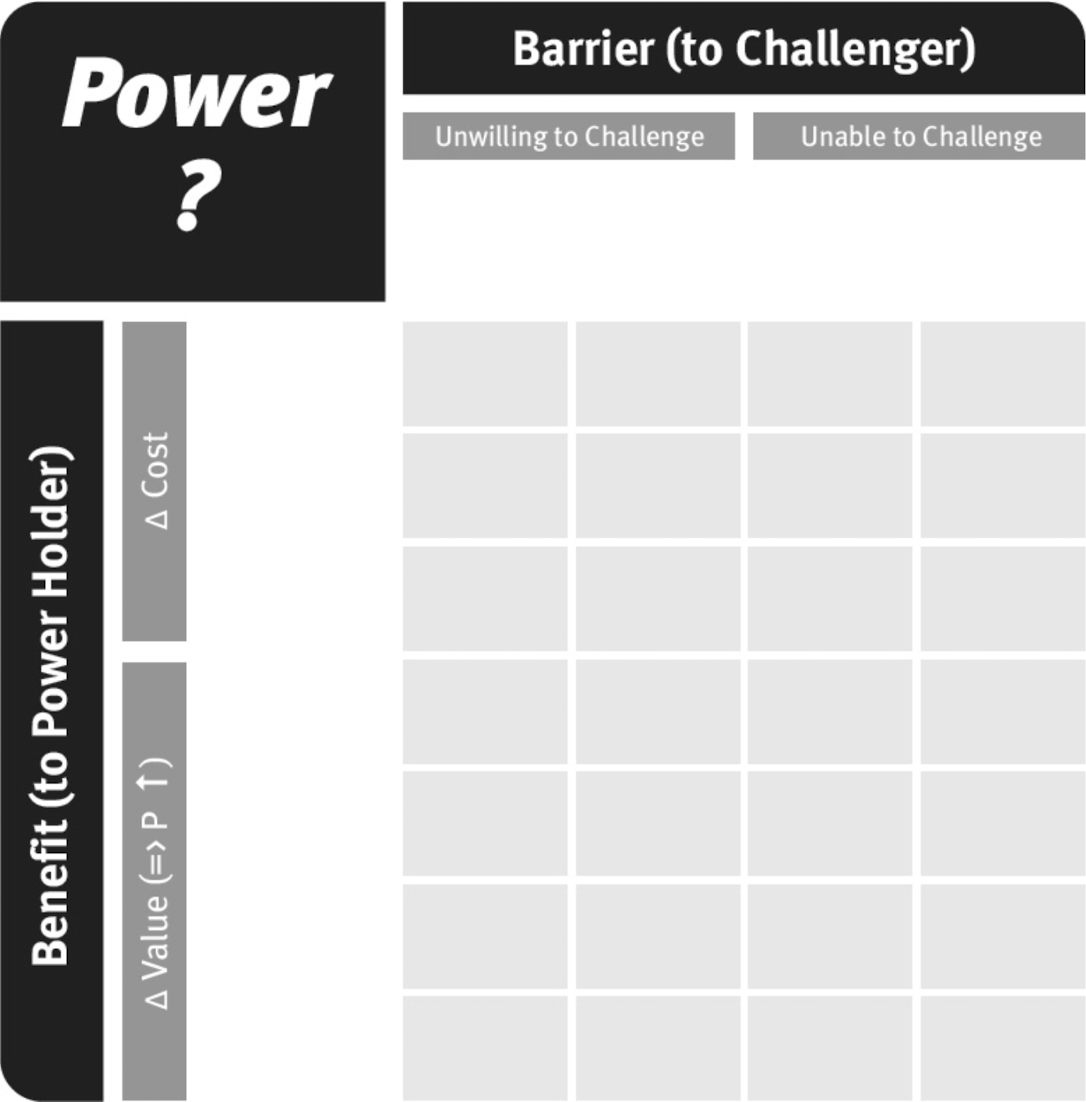 Power
?
Barrier (to Challenger)
Unwilling to Challenge
Unable to Challenge
Benefit (to Power Holder)
Δ Cost
Δ Value (=> P ↑)